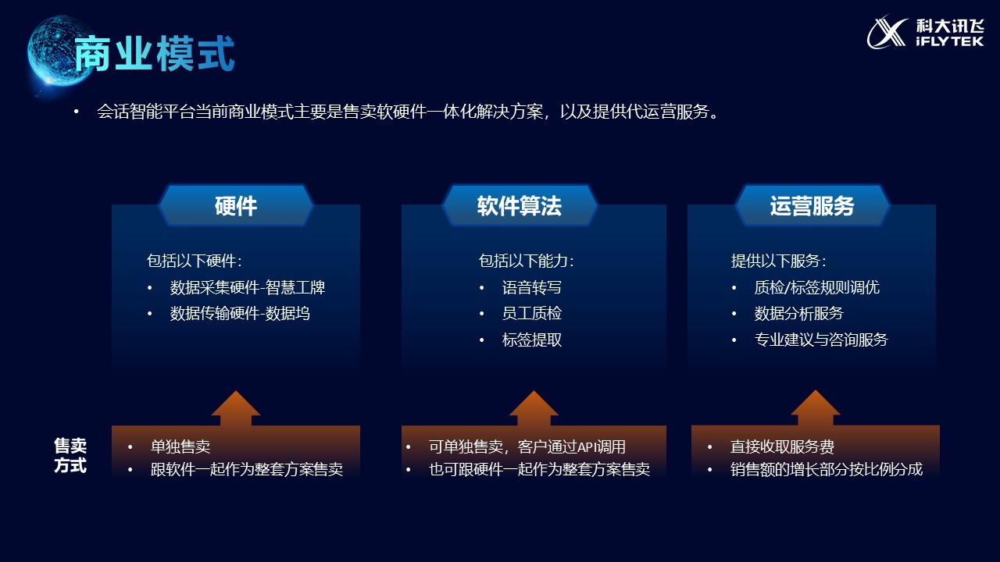 商业模式
科大讯飞
iFLYTEK
• 会话智能平台当前商业模式主要是售卖软硬件一体化解决方案，以及提供代运营服务。
硬件
包括以下硬件：
• 数据采集硬件-智慧工牌
• 数据传输硬件-数据坞
软件算法
包括以下能力：
• 语音转写
• 员工质检
• 标签提取
运营服务
提供以下服务：
• 质检/标签规则调优
• 数据分析服务
• 专业建议与咨询服务
售卖
方式
• 单独售卖
• 跟软件一起作为整套方案售卖
• 可单独售卖，客户通过API调用
• 也可跟硬件一起作为整套方案售卖
• 直接收取服务费
• 销售额的增长部分按比例分成